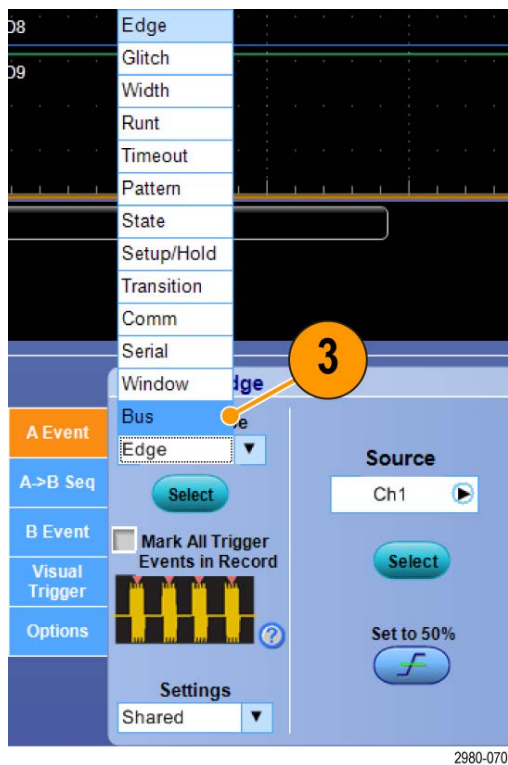 D8
D9
Edge
Glitch
Width
Runt
Timeout
Pattern
State
Setup/Hold
Transition
Comm
Serial
Window
Bus
3
Edge
A Event
A->B Seq
B Event
Visual
Trigger
Options
Select
Mark All Trigger
Events in Record
Settings
Shared
Source
Ch1
Select
Set to 50%
2980-070